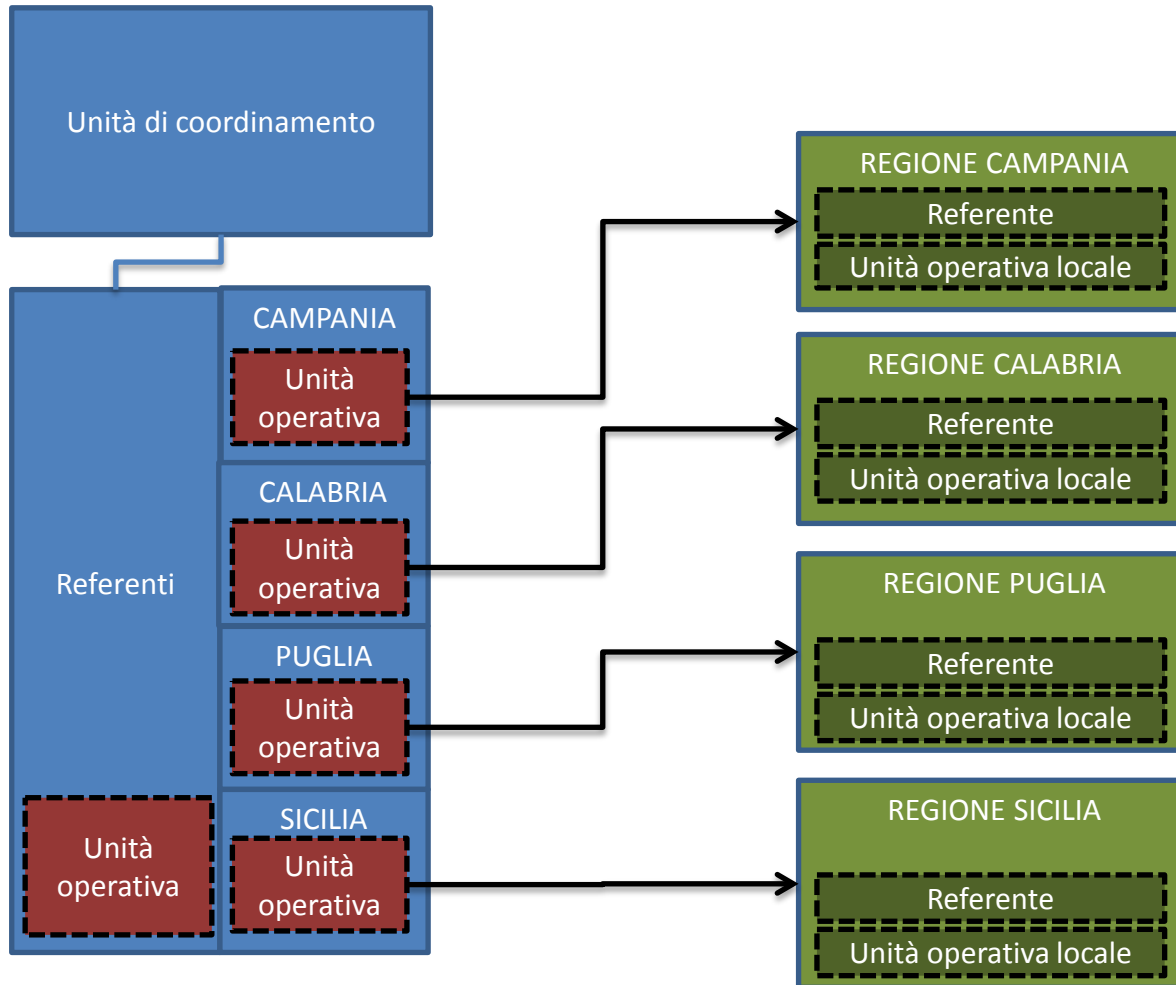 Unità di coordinamento
Referenti
Unità
operativa
CAMPANIA
Unità
operativa
CALABRIA
Unità
operativa
PUGLIA
Unità
operativa
SICILIA
Unità
operativa
REGIONE CAMPANIA
Referente
Unità operativa locale
REGIONE CALABRIA
Referente
Unità operativa locale
REGIONE PUGLIA
Referente
Unità operativa locale
REGIONE SICILIA
Referente
Unità operativa locale